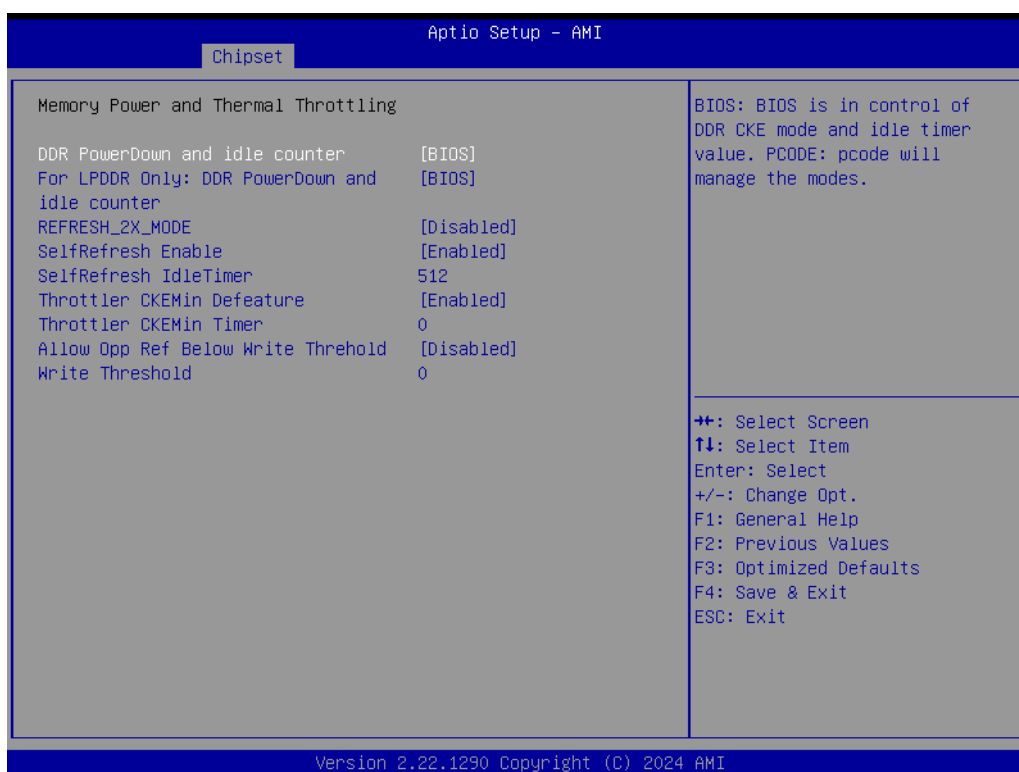 Aptio Setup – AMI
Chipset
Memory Power and Thermal Throttling
DDR PowerDown and idle counter [BIOS]
For LPDDR Only: DDR PowerDown and [BIOS]
idle counter
REFRESH_2X_MODE [Disabled]
SelfRefresh Enable [Enabled]
SelfRefresh IdleTimer 512
Throttler CKEMin Defeature [Enabled]
Throttler CKEMin Timer 0
Allow Opp Ref Below Write Threhold [Disabled]
Write Threshold 0
BIOS: BIOS is in control of
DDR CKE mode and idle timer
value. PCODE: pcode will
manage the modes.
→←: Select Screen
↑↓: Select Item
Enter: Select
+/-: Change Opt.
F1: General Help
F2: Previous Values
F3: Optimized Defaults
F4: Save & Exit
ESC: Exit
Version 2.22.1290 Copyright (C) 2024 AMI